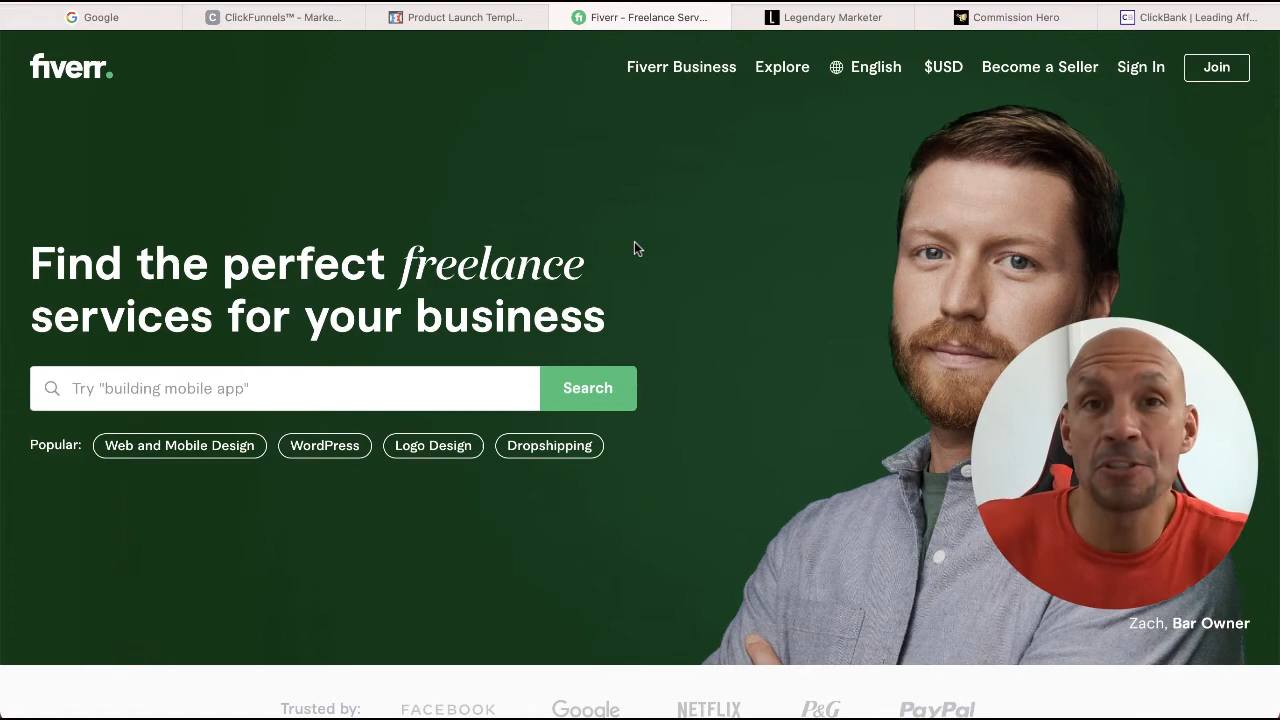 Google
ClickFunnels™ - Marke...
Product Launch Templ...
Fiverr - Freelance Serv...
Legendary Marketer
Commission Hero
ClickBank | Leading Aff...
fiverr.
Fiverr Business Explore English $USD Become a Seller Sign In Join
Find the perfect freelance
services for your business
Try "building mobile app" Search
Popular: Web and Mobile Design WordPress Logo Design Dropshipping
Zach, Bar Owner
Trusted by: FACEBOOK Google NETFLIX P&G PayPal